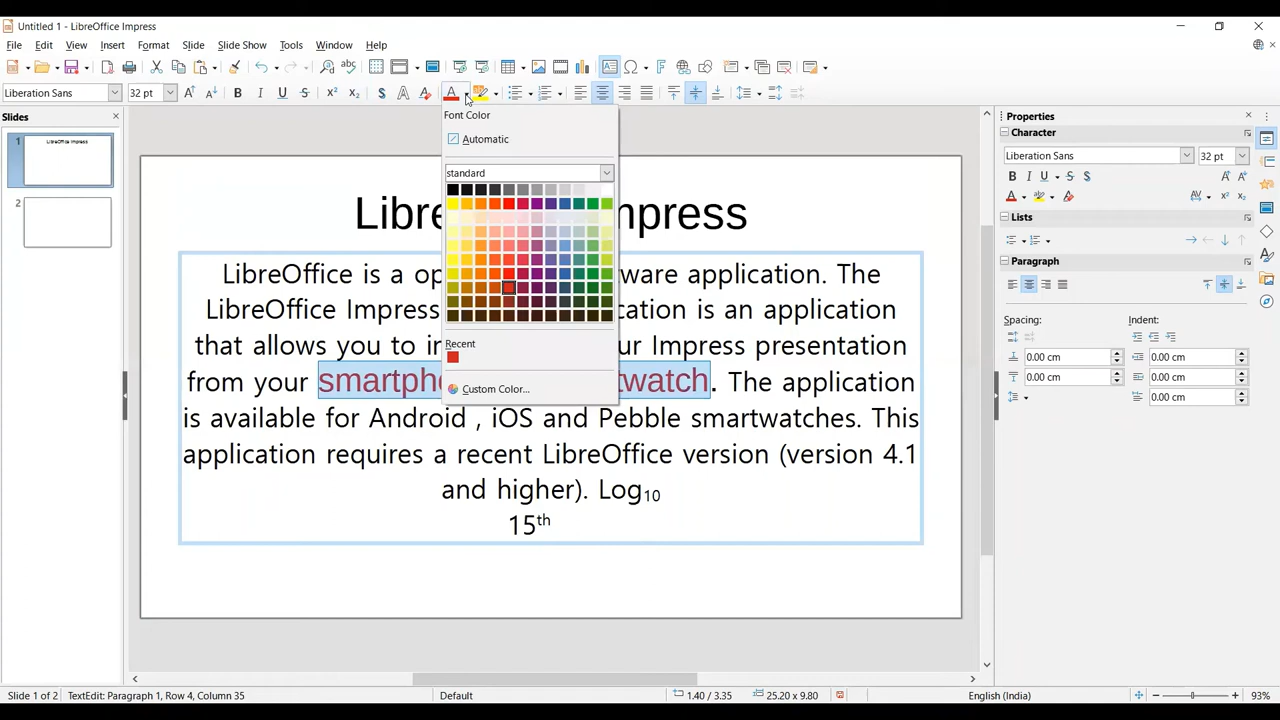 Untitled 1 - LibreOffice Impress
File Edit View Insert Format Slide Slide Show Tools Window Help
Liberation Sans 32 pt
Slides
1
LibreOffice Impress
2
Font Color
Automatic
standard
Recent
Custom Color...
Libre mpress
LibreOffice is a op ware application. The
LibreOffice Impress cation is an application
that allows you to in ur Impress presentation
from your smartpho twatch. The application
is available for Android , iOS and Pebble smartwatches. This
application requires a recent LibreOffice version (version 4.1
and higher). Log₁₀
15ᵗʰ
Properties
Character
Liberation Sans 32 pt
Lists
Paragraph
Spacing: Indent:
0.00 cm 0.00 cm
0.00 cm 0.00 cm
0.00 cm
Slide 1 of 2 TextEdit: Paragraph 1, Row 4, Column 35 Default 1.40 / 3.35 25.20 x 9.80 English (India) 93%